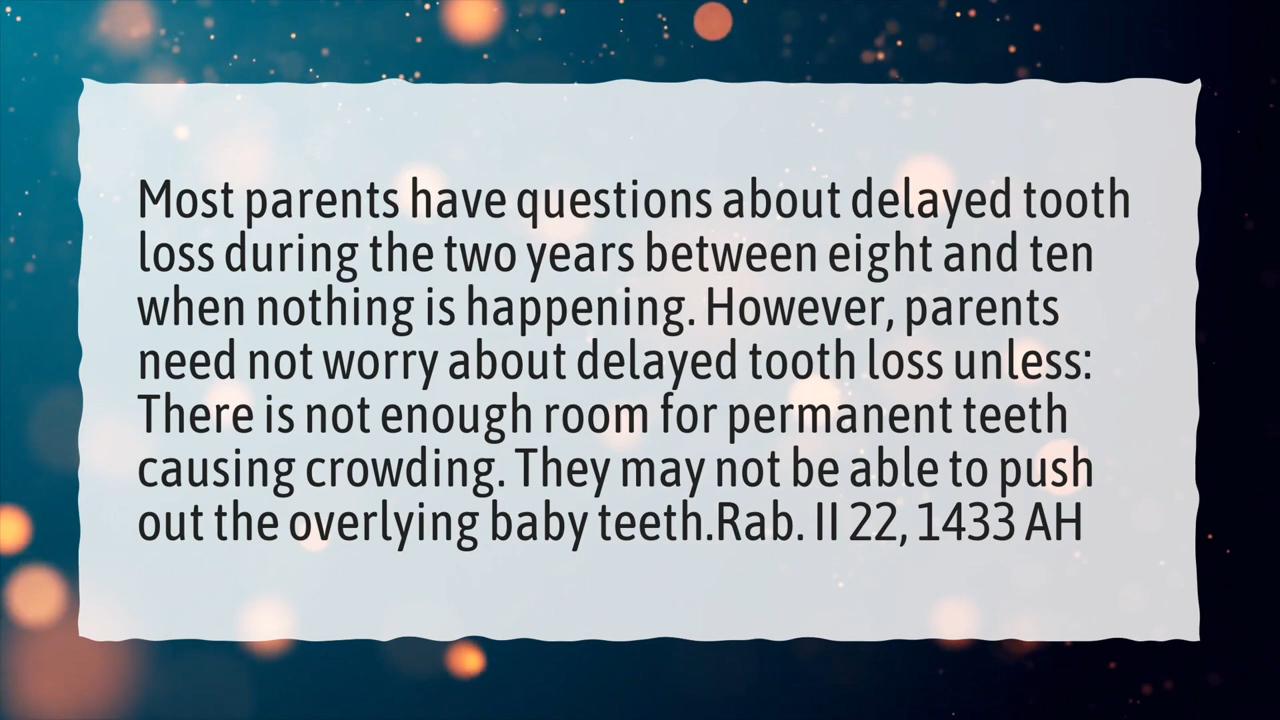 Most parents have questions about delayed tooth
loss during the two years between eight and ten
when nothing is happening. However, parents
need not worry about delayed tooth loss unless:
There is not enough room for permanent teeth
causing crowding. They may not be able to push
out the overlying baby teeth.Rab. II 22, 1433 AH